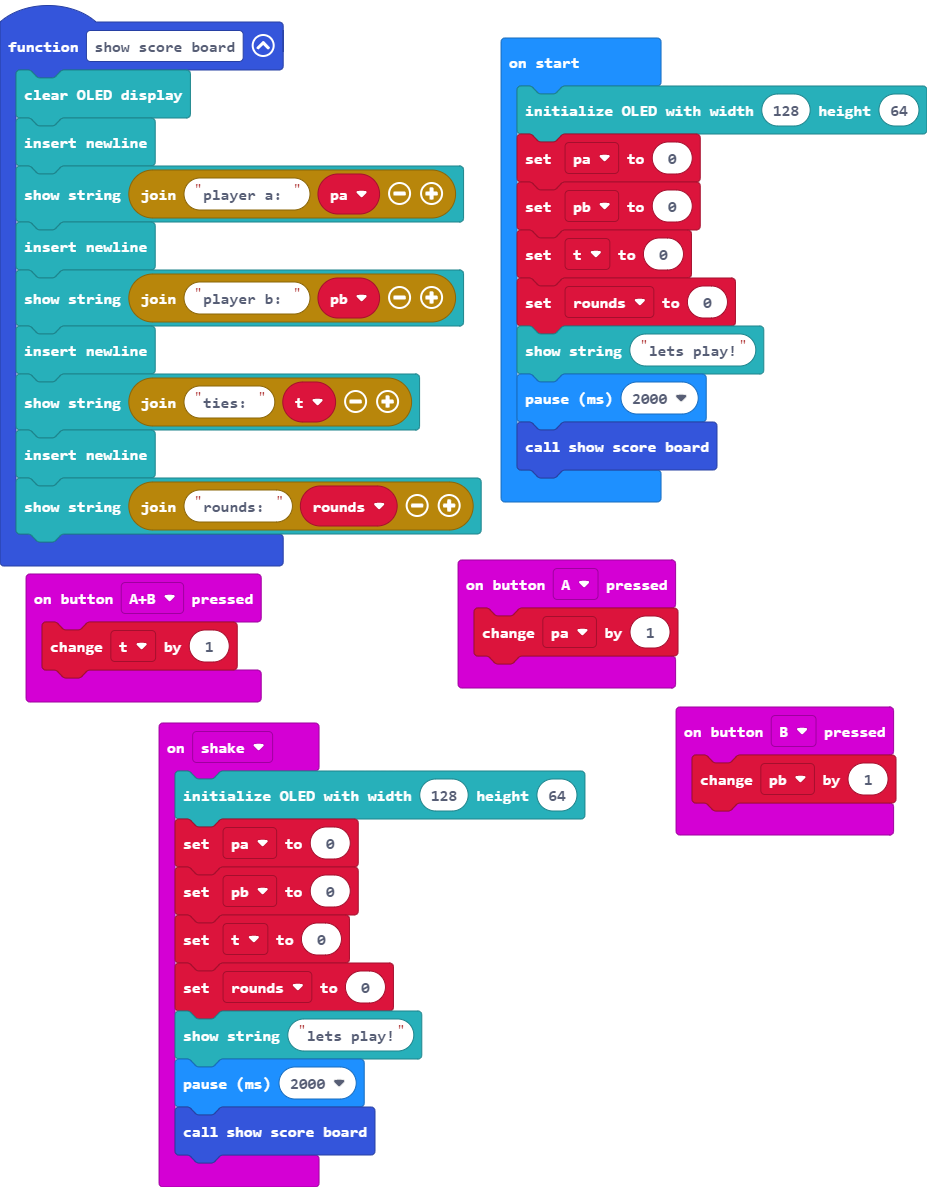 function show score board
clear OLED display
insert newline
show string join "player a: " pa
insert newline
show string join "player b: " pb
insert newline
show string join "ties: " t
insert newline
show string join "rounds: " rounds
on start
initialize OLED with width 128 height 64
set pa to 0
set pb to 0
set t to 0
set rounds to 0
show string "lets play!"
pause (ms) 2000
call show score board
on button A+B pressed
change t by 1
on button A pressed
change pa by 1
on button B pressed
change pb by 1
on shake
initialize OLED with width 128 height 64
set pa to 0
set pb to 0
set t to 0
set rounds to 0
show string "lets play!"
pause (ms) 2000
call show score board